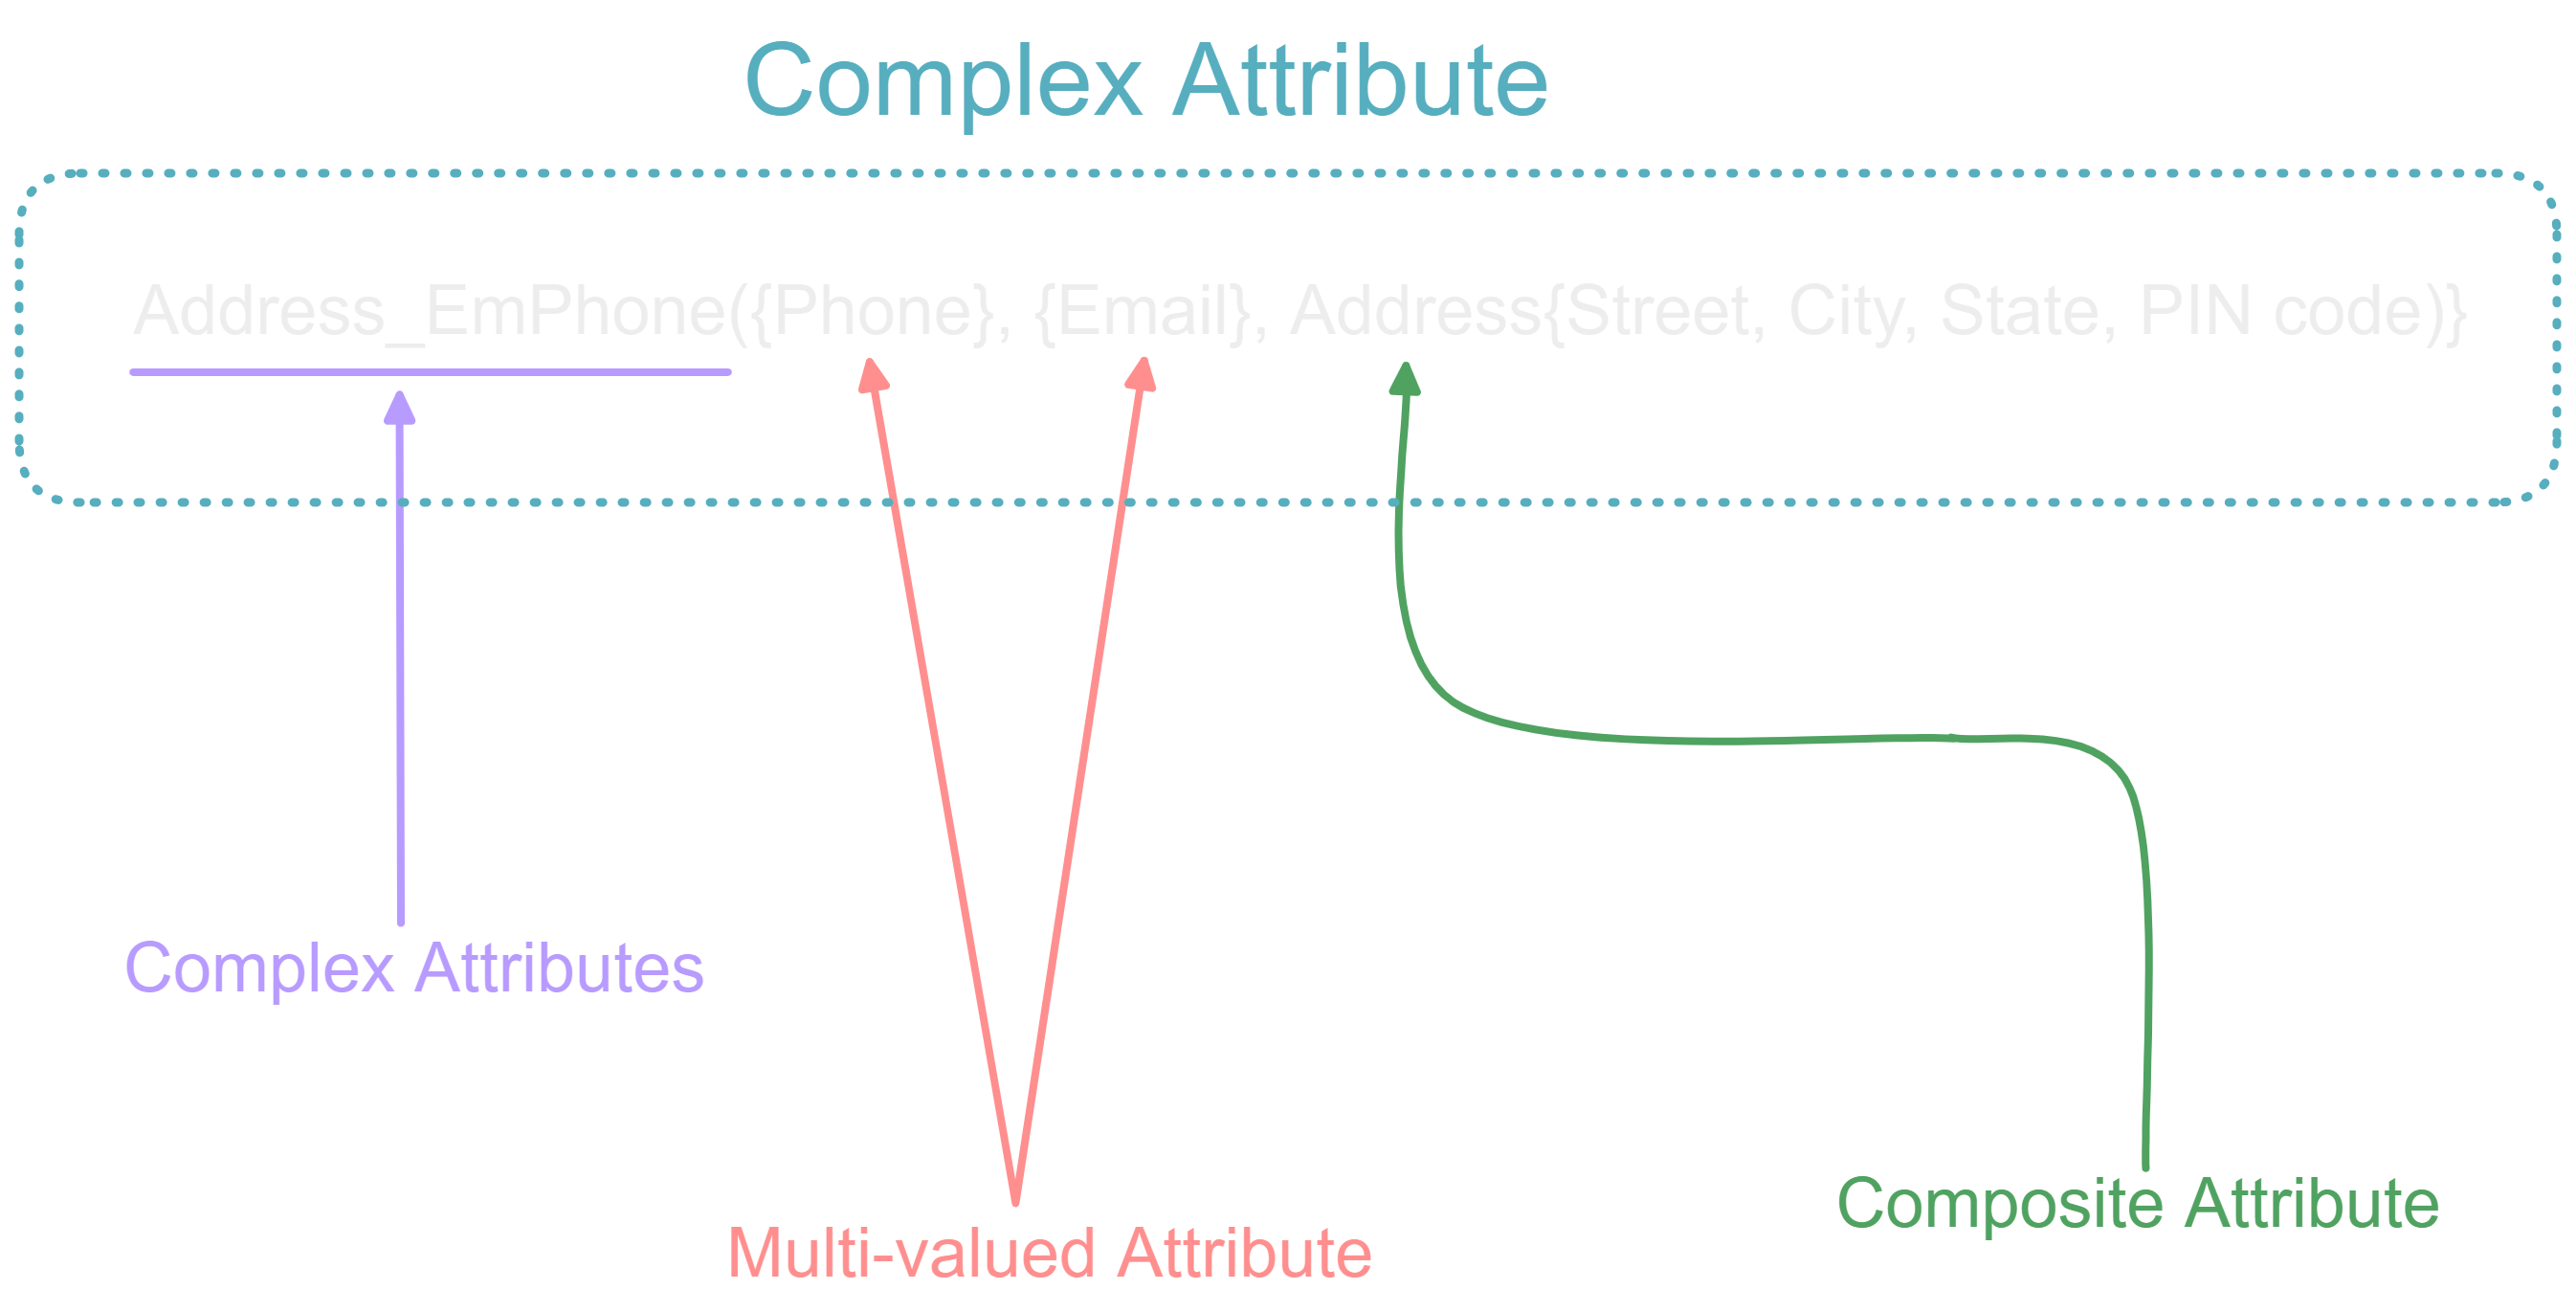 Complex Attribute
Address_EmPhone({Phone}, {Email}, Address{Street, City, State, PIN code)}
Complex Attributes
Composite Attribute
Multi-valued Attribute